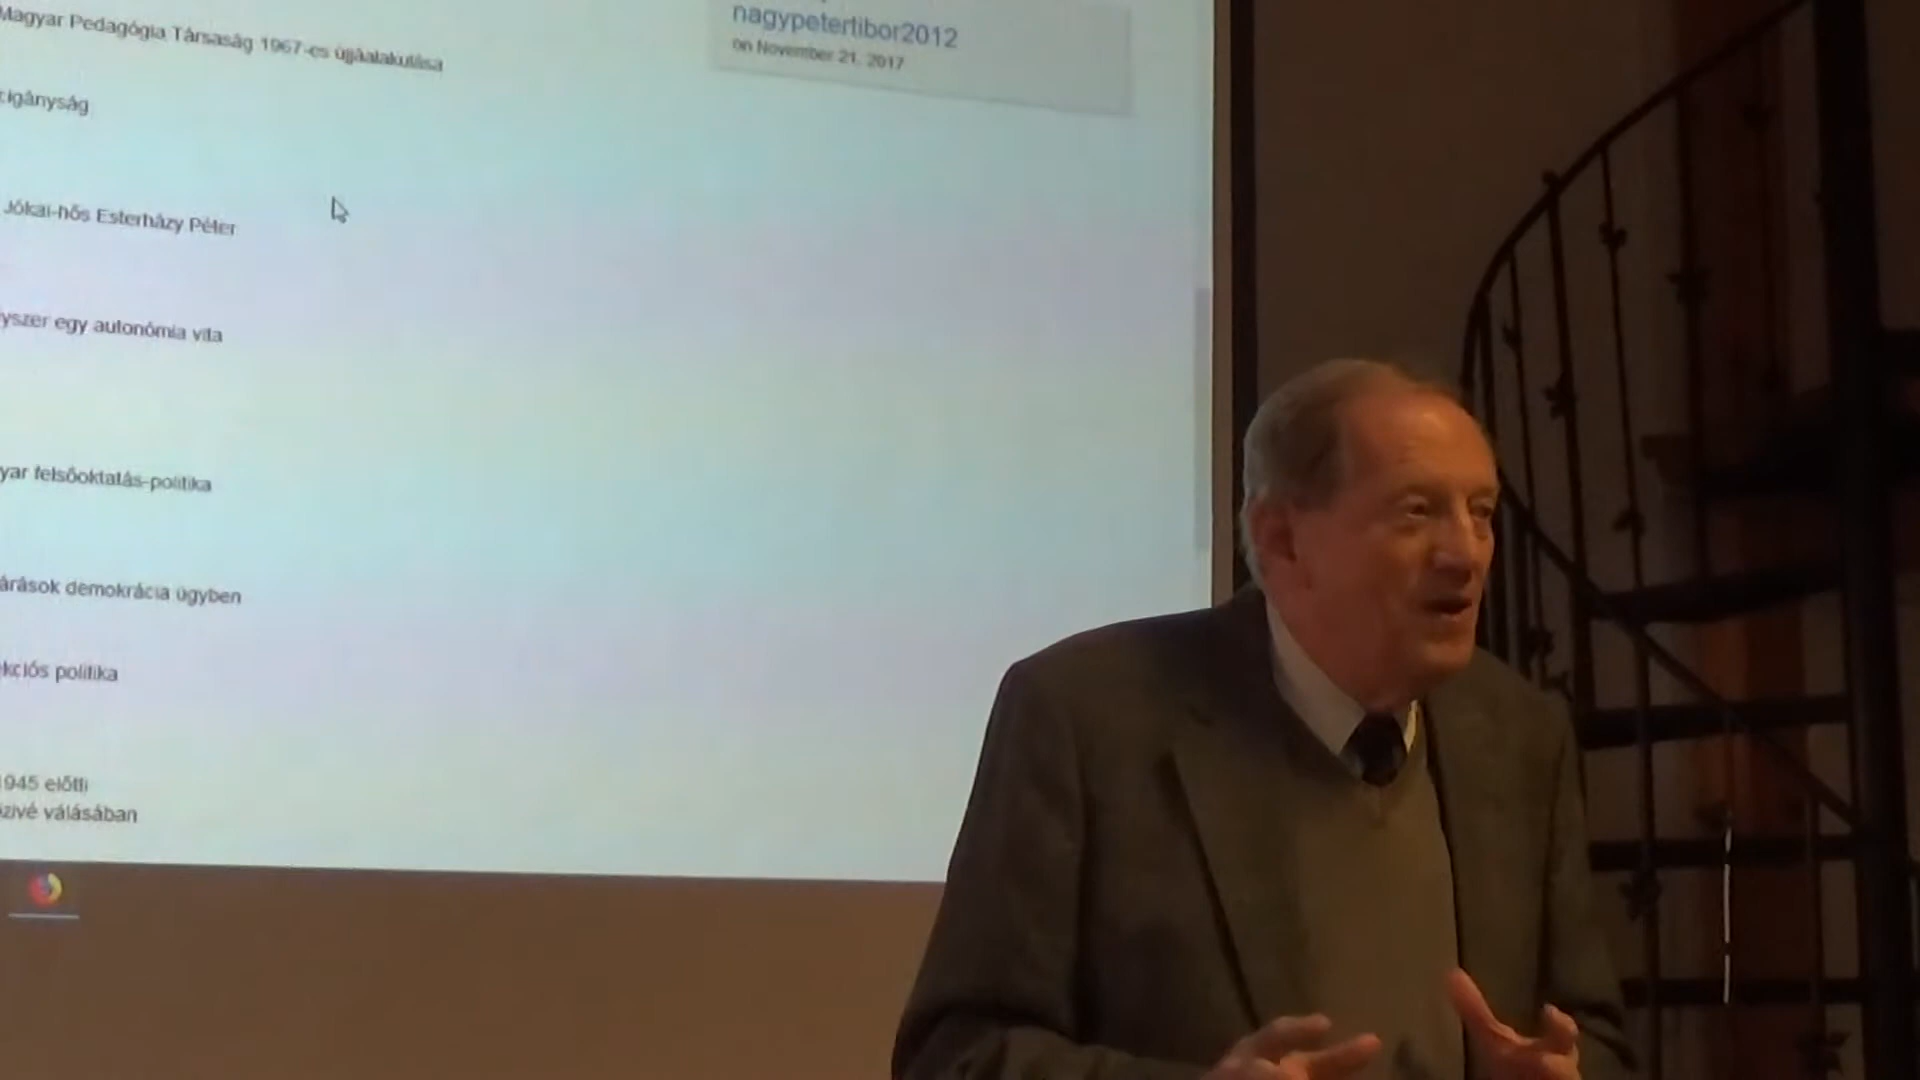 Magyar Pedagógia Társaság 1967-es újjáalakulása
nagypetertibor2012
on November 21, 2017
cigányság
Jókai-hős Esterházy Péter
yszer egy autonómia vita
yar felsőoktatás-politika
árások demokrácia ügyben
kciós politika
945 előtti
zivé válásában